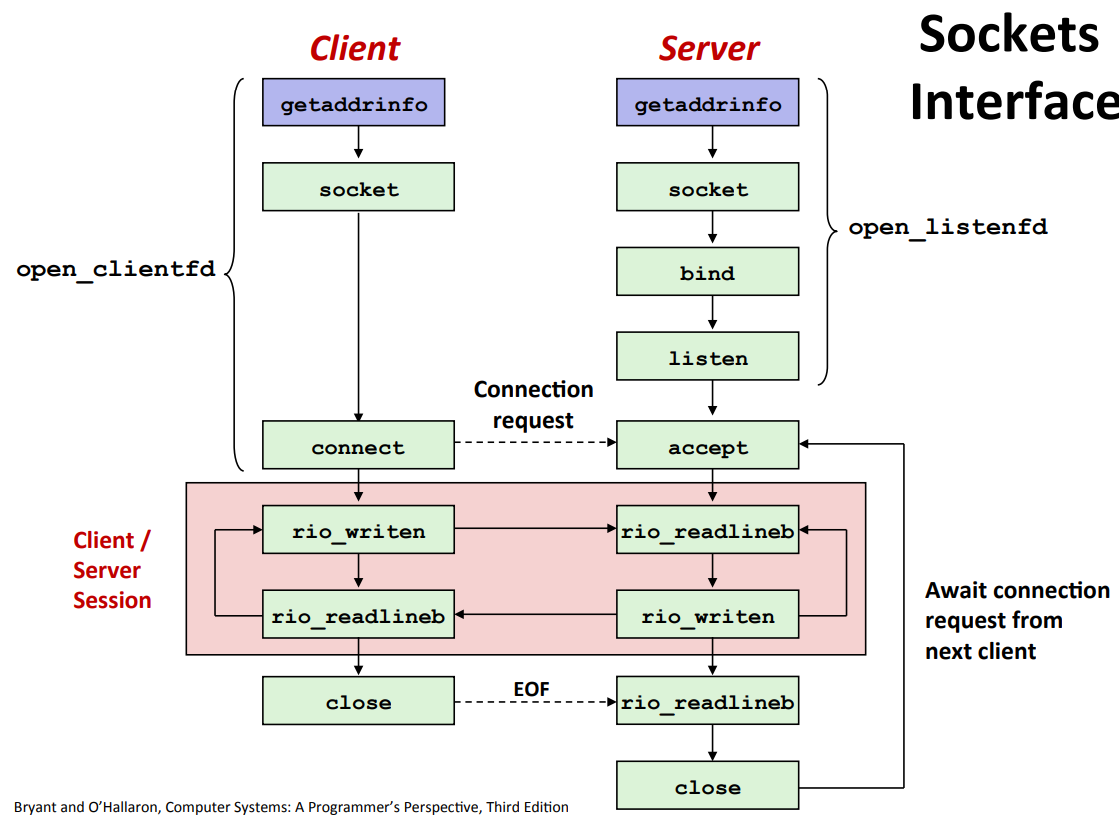 Sockets
Interface
Client
Server
getaddrinfo
getaddrinfo
socket
socket
open_listenfd
open_clientfd
bind
listen
Connection
request
connect
accept
Client /
Server
Session
rio_writen
rio_readlineb
rio_readlineb
rio_writen
Await connection
request from
next client
close
EOF
rio_readlineb
close
Bryant and O’Hallaron, Computer Systems: A Programmer’s Perspective, Third Edition